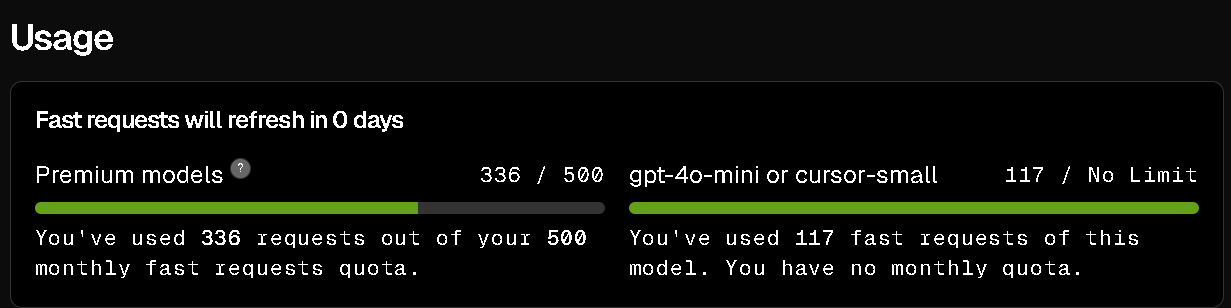 Usage
Fast requests will refresh in 0 days
Premium models ?
336 / 500
You've used 336 requests out of your 500
monthly fast requests quota.
gpt-4o-mini or cursor-small
117 / No Limit
You've used 117 fast requests of this
model. You have no monthly quota.